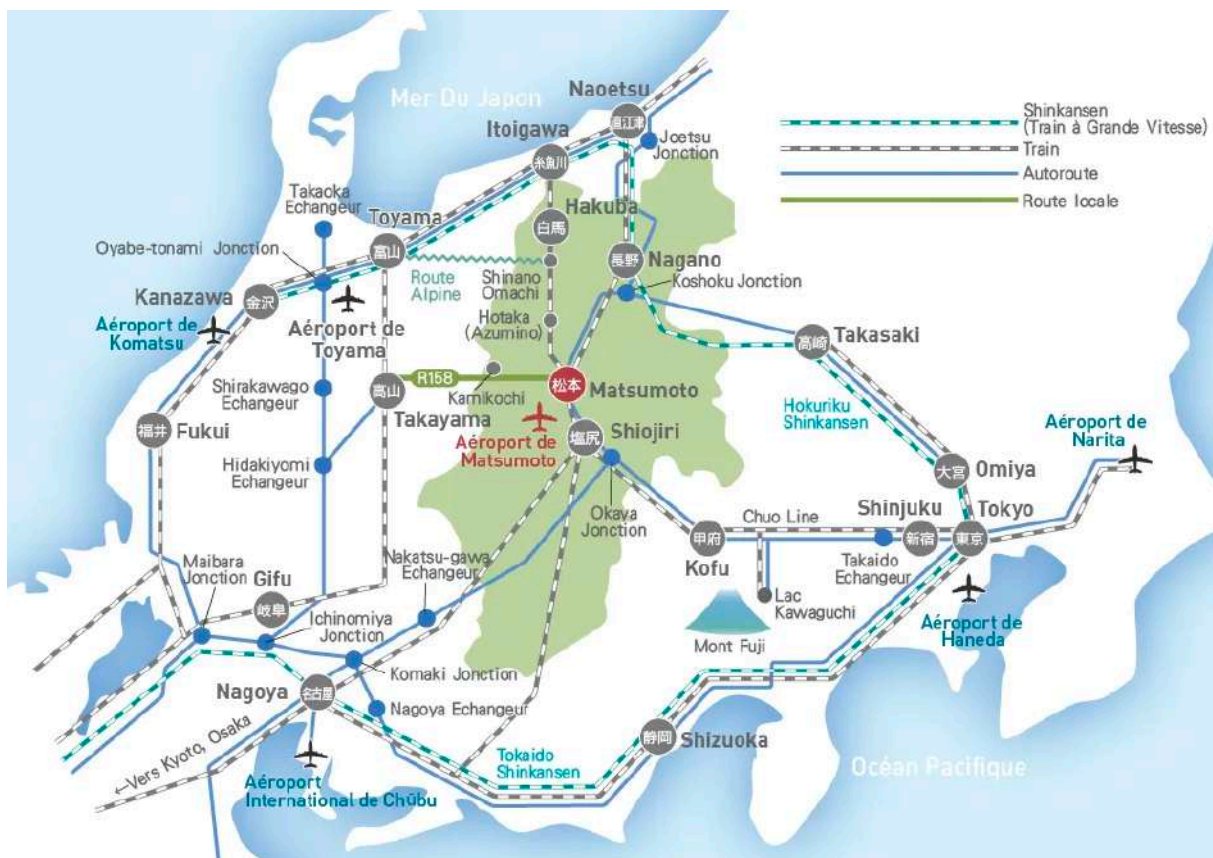 Mer Du Japon
Naoetsu
直江津
Itoigawa
糸魚川
Joetsu
Jonction
Shinkansen
(Train à Grande Vitesse)
Train
Autoroute
Route locale
Takaoka
Echangeur
Toyama
富山
Hakuba
白馬
Oyabe-tonami Jonction
Nagano
長野
Koshoku Jonction
Route
Alpine
Shinano
Omachi
Kanazawa
金沢
Aéroport de
Komatsu
Aéroport de
Toyama
Hotaka
(Azumino)
Takasaki
高崎
R158
Kamikochi
松本
Matsumoto
Shirakawago
Echangeur
高山
Takayama
Hokuriku
Shinkansen
福井
Fukui
Aéroport de
Matsumoto
塩尻
Shiojiri
Aéroport de
Narita
Hidakiyomi
Echangeur
大宮
Omiya
Okaya
Jonction
Chuo Line
Shinjuku
新宿
Tokyo
東京
甲府
Kofu
Takaido
Echangeur
Maibara
Jonction
Gifu
岐阜
Nakatsu-gawa
Echangeur
Lac
Kawaguchi
Mont Fuji
Aéroport de
Haneda
Ichinomiya
Jonction
Komaki Jonction
Nagoya
名古屋
Nagoya Echangeur
静岡
Shizuoka
←Vers Kyoto, Osaka
Tokaido
Shinkansen
Aéroport
International de Chūbu
Océan Pacifique